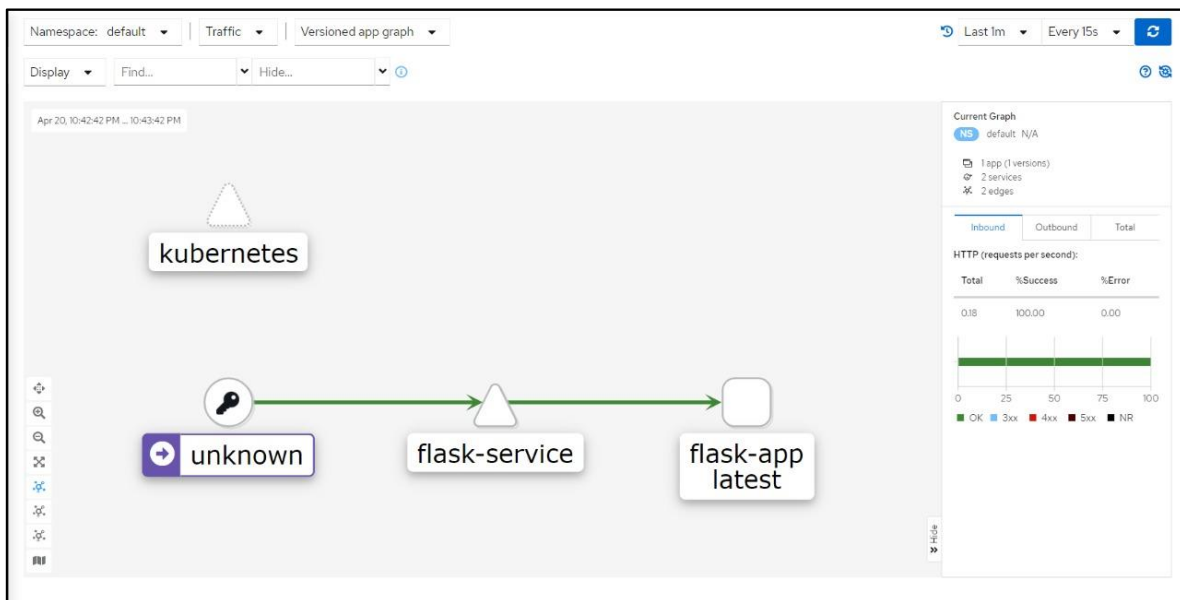 Namespace: default
Traffic
Versioned app graph
Last 1m
Every 15s
Display
Find...
Hide...
Apr 20, 10:42:42 PM ... 10:43:42 PM
kubernetes
unknown
flask-service
flask-app
latest
Hide
Current Graph
NS default N/A
1 app (1 versions)
2 services
2 edges
Inbound Outbound Total
HTTP (requests per second):
Total %Success %Error
0.18 100.00 0.00
0 25 50 75 100
OK 3xx 4xx 5xx NR